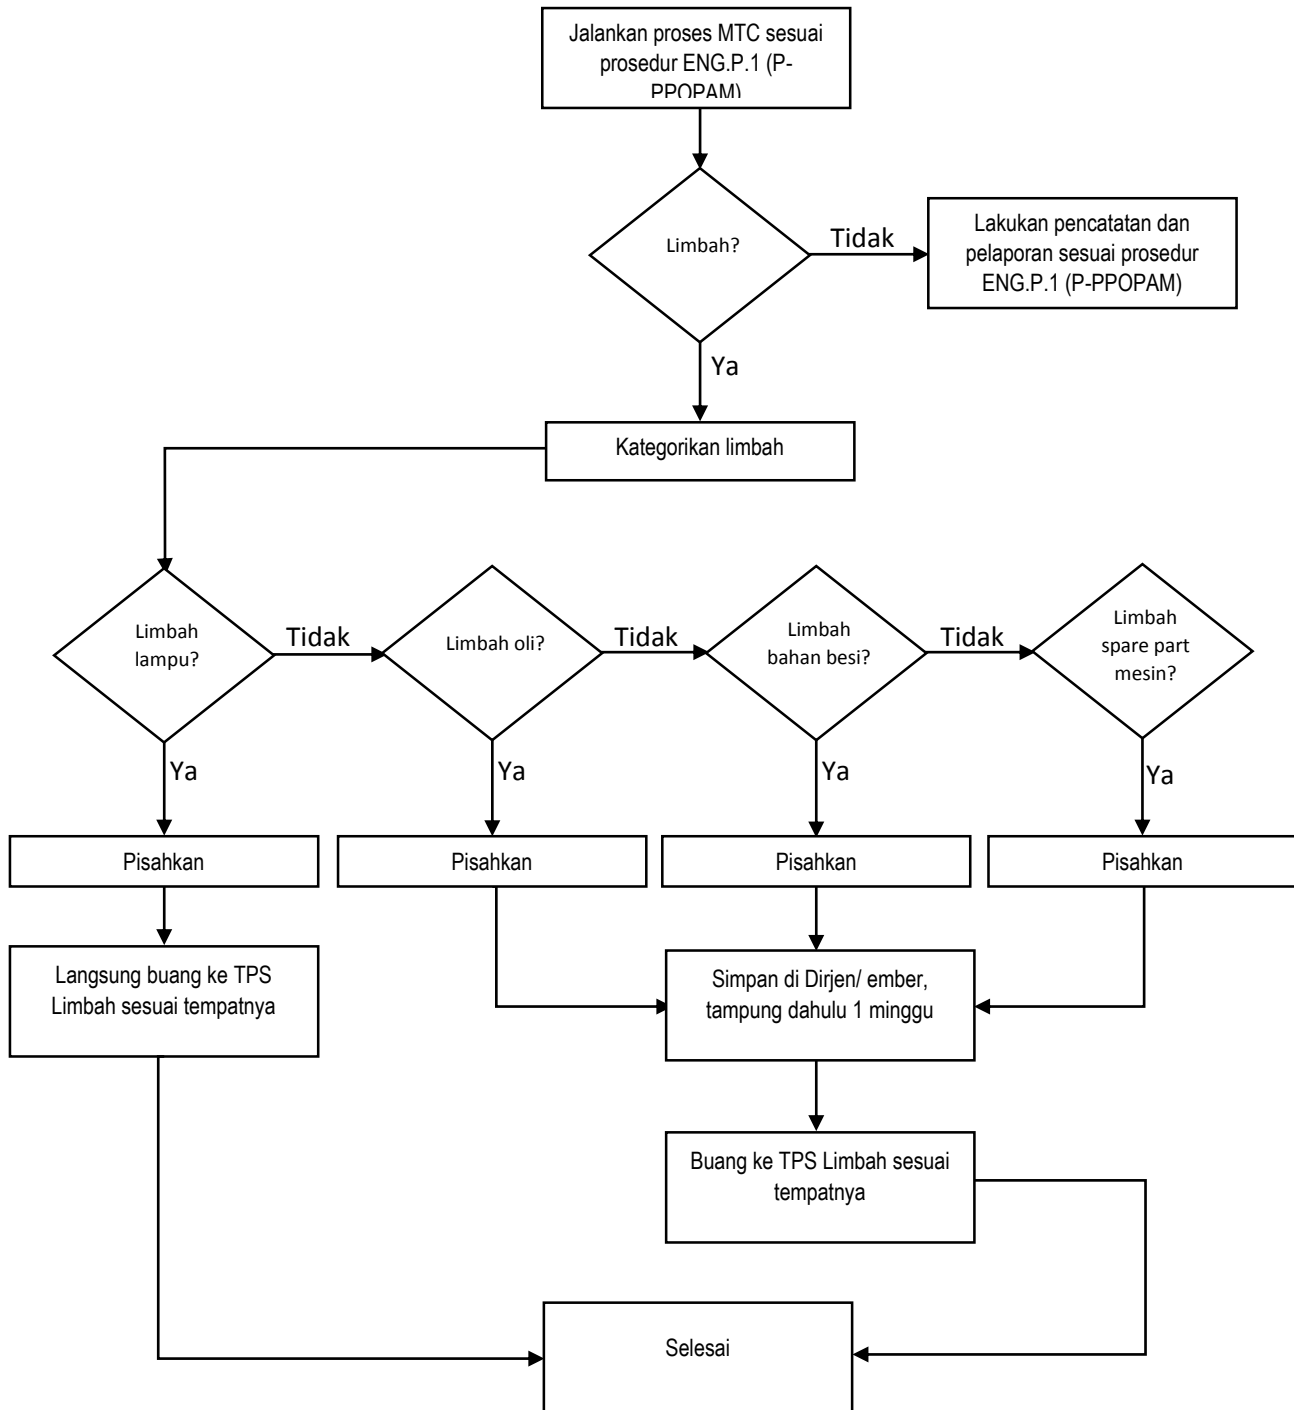 Jalankan proses MTC sesuai
prosedur ENG.P.1 (P-
PPOPAM)
Limbah?
Tidak
Lakukan pencatatan dan
pelaporan sesuai prosedur
ENG.P.1 (P-PPOPAM)
Ya
Kategorikan limbah
Limbah
lampu?
Tidak
Limbah oli?
Tidak
Limbah
bahan besi?
Tidak
Limbah
spare part
mesin?
Ya
Ya
Ya
Ya
Pisahkan
Pisahkan
Pisahkan
Pisahkan
Langsung buang ke TPS
Limbah sesuai tempatnya
Simpan di Dirjen/ ember,
tampung dahulu 1 minggu
Buang ke TPS Limbah sesuai
tempatnya
Selesai